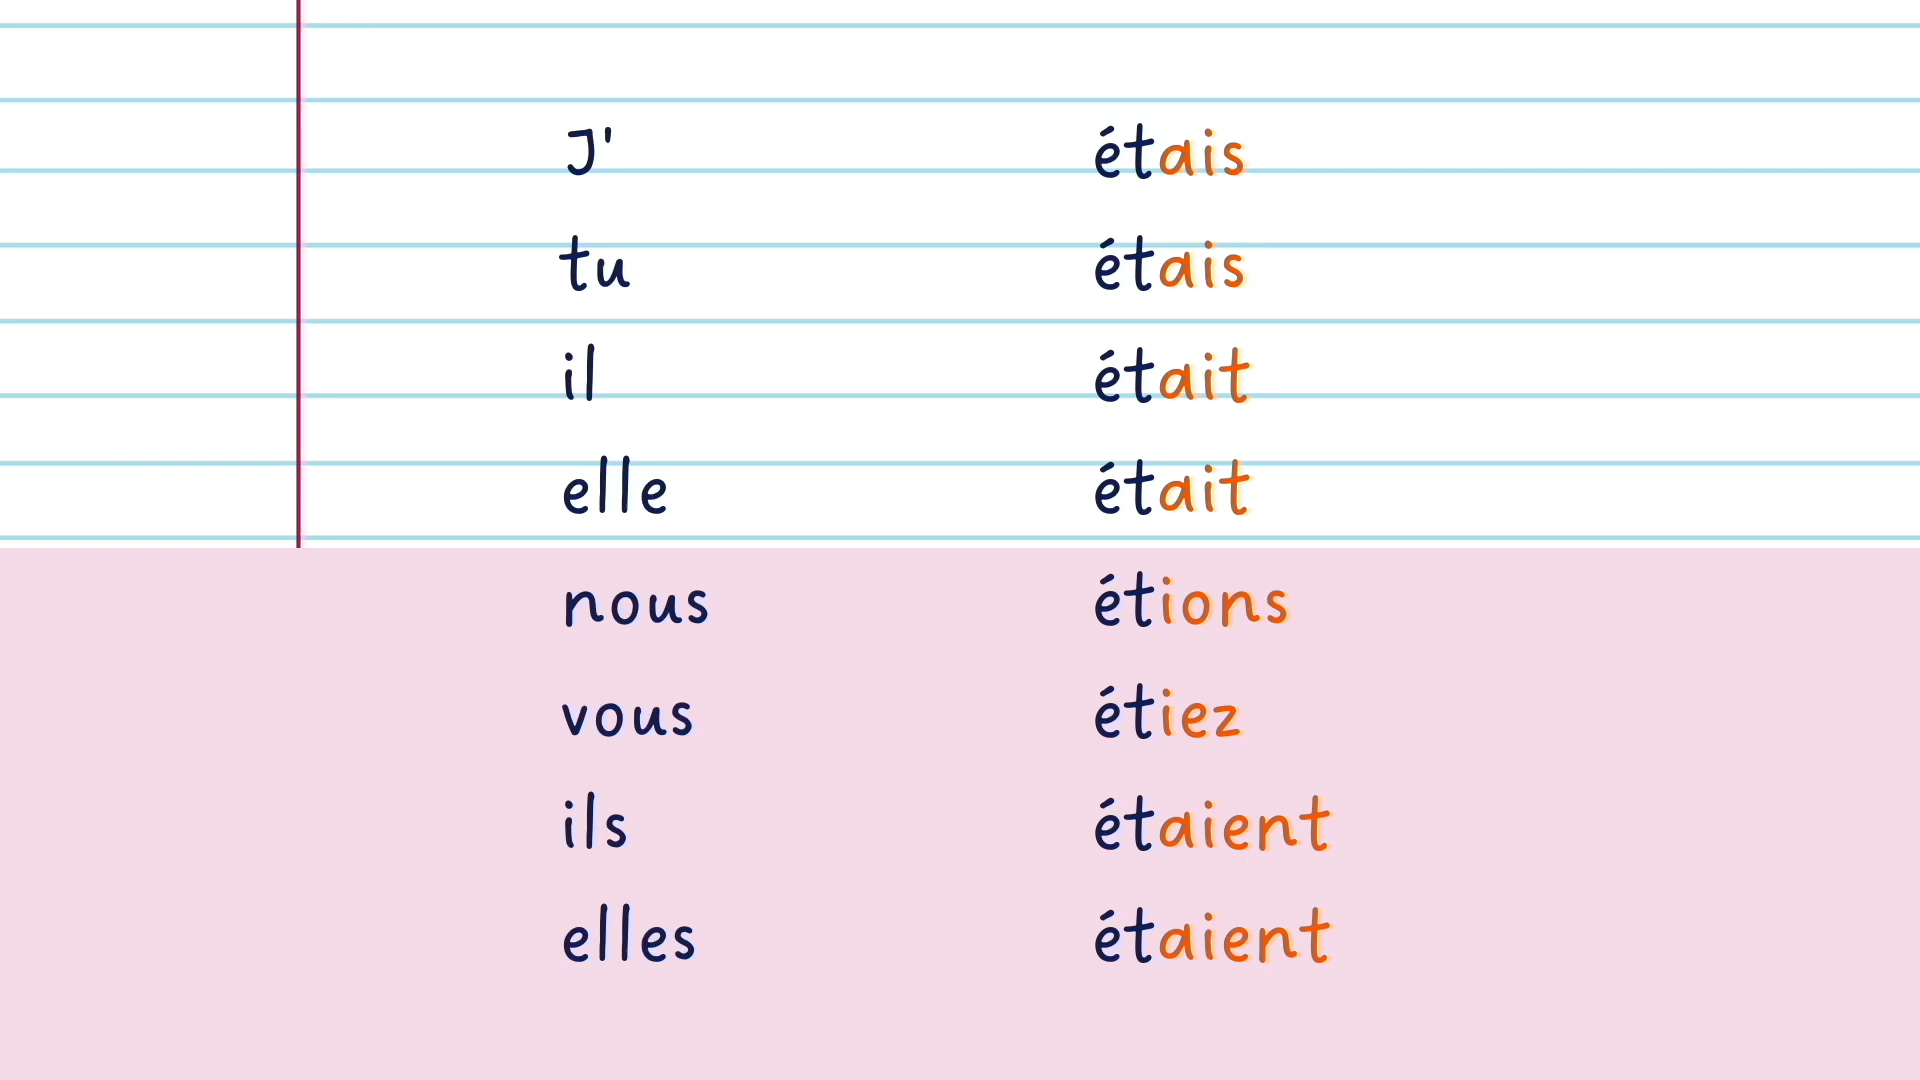 J' étais
tu étais
il était
elle était
nous étions
vous étiez
ils étaient
elles étaient